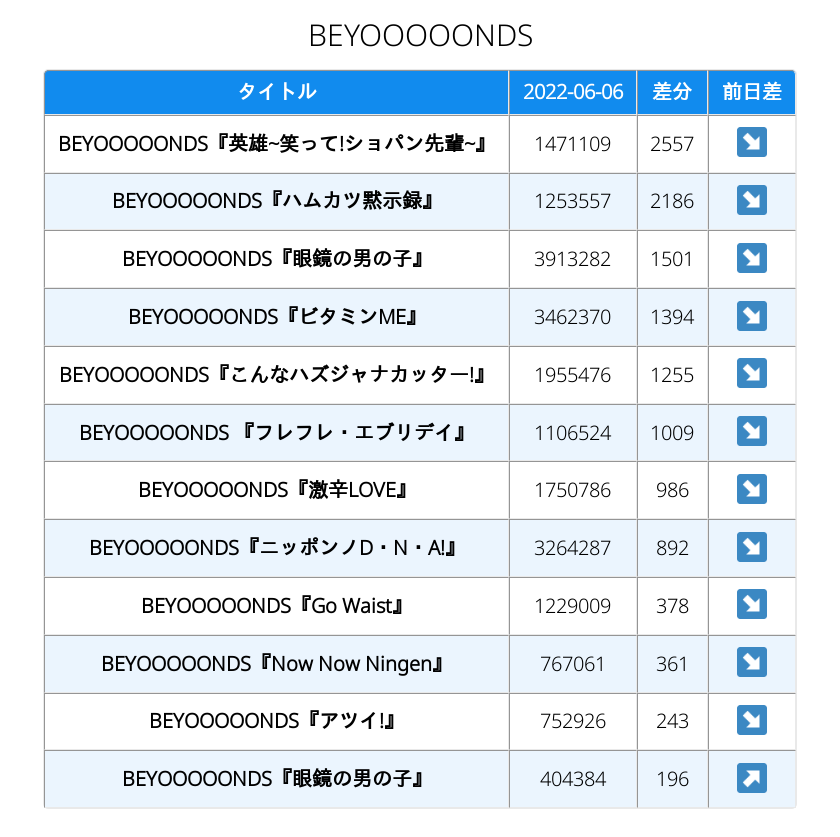 BEYOOOOONDS
タイトル 2022-06-06 差分 前日差
BEYOOOOONDS『英雄~笑って!ショパン先輩~』 1471109 2557 ↘
BEYOOOOONDS『ハムカツ黙示録』 1253557 2186 ↘
BEYOOOOONDS『眼鏡の男の子』 3913282 1501 ↘
BEYOOOOONDS『ビタミンME』 3462370 1394 ↘
BEYOOOOONDS『こんなハズジャナカッター!』 1955476 1255 ↘
BEYOOOOONDS 『フレフレ・エブリデイ』 1106524 1009 ↘
BEYOOOOONDS『激辛LOVE』 1750786 986 ↘
BEYOOOOONDS『ニッポンノD・N・A!』 3264287 892 ↘
BEYOOOOONDS『Go Waist』 1229009 378 ↘
BEYOOOOONDS『Now Now Ningen』 767061 361 ↘
BEYOOOOONDS『アツイ!』 752926 243 ↘
BEYOOOOONDS『眼鏡の男の子』 404384 196 ↗